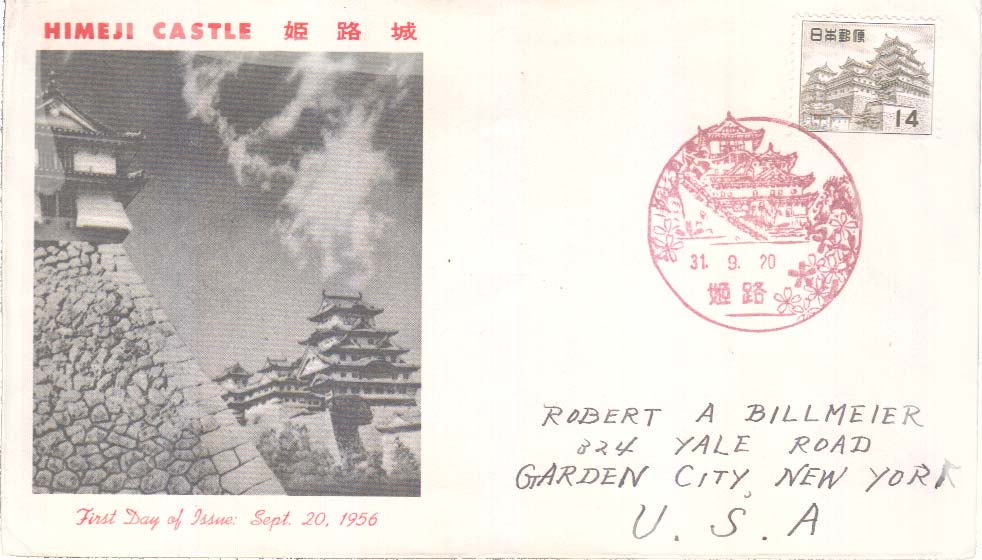 HIMEJI CASTLE 姫路城
日本郵便
14
31. 9. 20
姫路
ROBERT A BILLMEIER
324 YALE ROAD
GARDEN CITY, NEW YORK
U. S. A
First Day of Issue: Sept. 20, 1956